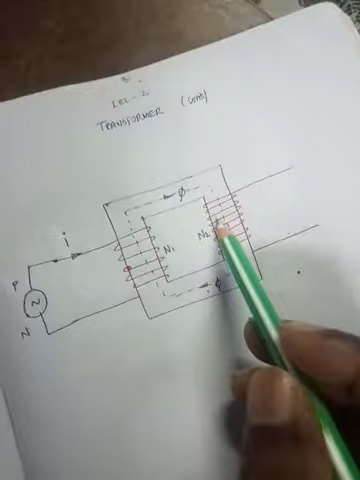 LEC-2
TRANSFORMER (Cont)
i
ϕ
P
N₁
N₂
N
~
ϕ